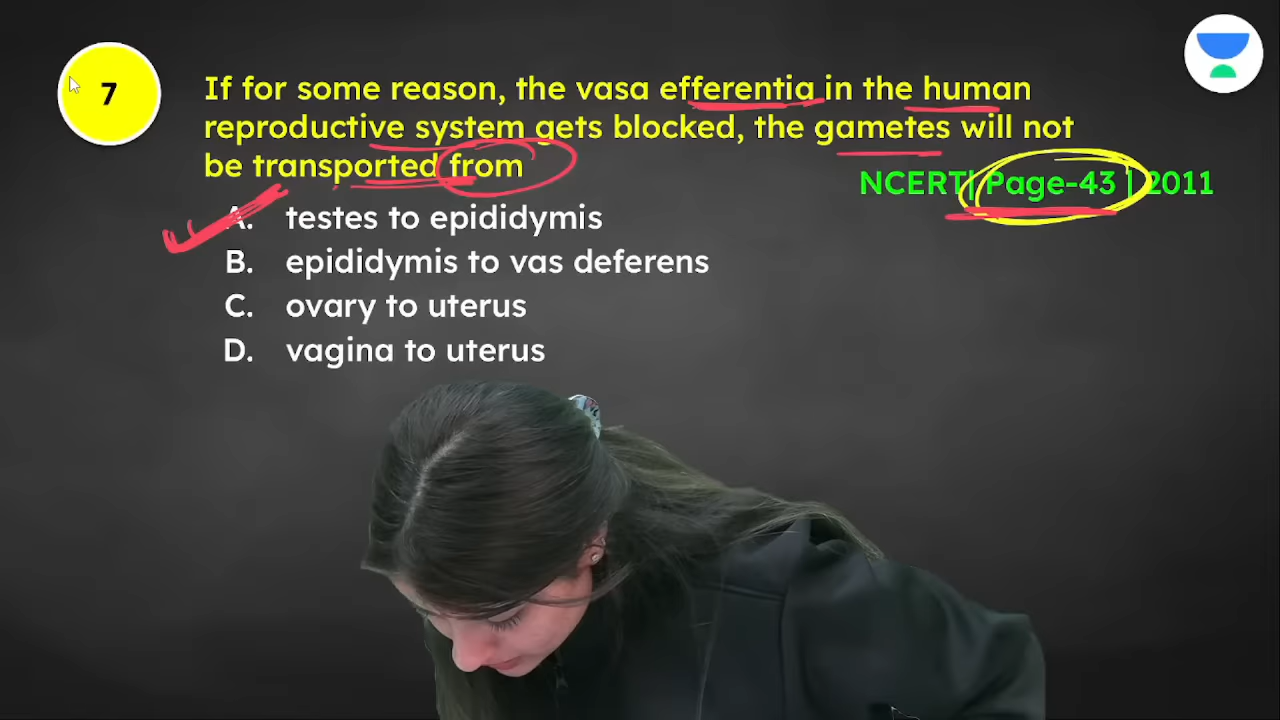 7
If for some reason, the vasa efferentia in the human
reproductive system gets blocked, the gametes will not
be transported from
NCERT| Page-43 | 2011
A. testes to epididymis
B. epididymis to vas deferens
C. ovary to uterus
D. vagina to uterus